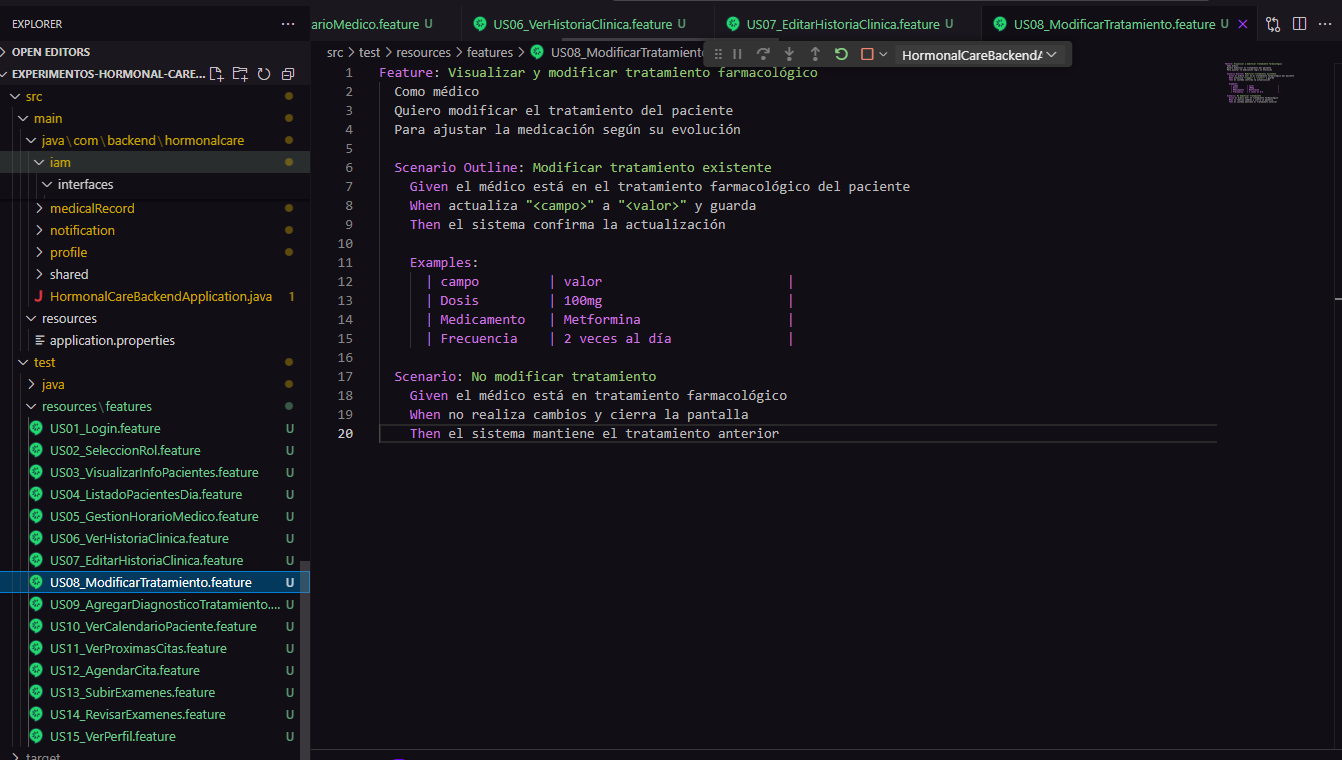 EXPLORER
OPEN EDITORS
EXPERIMENTOS-HORMONAL-CARE...
src
main
java\com\backend\hormonalcare
iam
interfaces
medicalRecord
notification
profile
shared
HormonalCareBackendApplication.java 1
resources
application.properties
test
java
resources\features
US01_Login.feature U
US02_SeleccionRol.feature U
US03_VisualizarInfoPacientes.feature U
US04_ListadoPacientesDia.feature U
US05_GestionHorarioMedico.feature U
US06_VerHistoriaClinica.feature U
US07_EditarHistoriaClinica.feature U
US08_ModificarTratamiento.feature U
US09_AgregarDiagnosticoTratamiento.... U
US10_VerCalendarioPaciente.feature U
US11_VerProximasCitas.feature U
US12_AgendarCita.feature U
US13_SubirExamenes.feature U
US14_RevisarExamenes.feature U
US15_VerPerfil.feature U
target
arioMedico.feature U
US06_VerHistoriaClinica.feature U
US07_EditarHistoriaClinica.feature U
US08_ModificarTratamiento.feature U
src > test > resources > features > US08_ModificarTratamiento
HormonalCareBackendA
1 Feature: Visualizar y modificar tratamiento farmacológico
2 Como médico
3 Quiero modificar el tratamiento del paciente
4 Para ajustar la medicación según su evolución
5
6 Scenario Outline: Modificar tratamiento existente
7 Given el médico está en el tratamiento farmacológico del paciente
8 When actualiza "<campo>" a "<valor>" y guarda
9 Then el sistema confirma la actualización
10
11 Examples:
12 | campo | valor |
13 | Dosis | 100mg |
14 | Medicamento | Metformina |
15 | Frecuencia | 2 veces al día |
16
17 Scenario: No modificar tratamiento
18 Given el médico está en tratamiento farmacológico
19 When no realiza cambios y cierra la pantalla
20 Then el sistema mantiene el tratamiento anterior